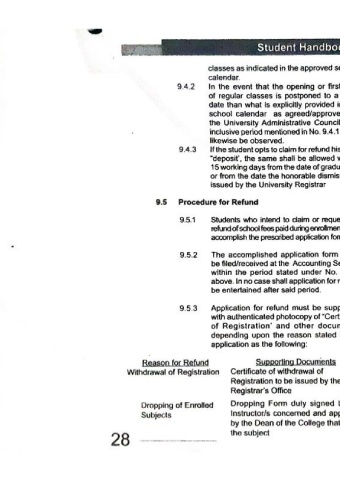 Student Handbo
classes as indicated in the approved
calendar.
9.4.2 In the event that the opening or first
of regular classes is postponed to a
date than what is explicitly provided
school calendar as agreed/approve
the University Administrative Council
inclusive period mentioned in No. 9.4.1
likewise be observed.
9.4.3 If the student opts to claim for refund his
"deposit', the same shall be allowed
15 working days from the date of gradu
or from the date the honorable dismis
issued by the University Registrar
9.5 Procedure for Refund
9.5.1 Students who intend to claim or reque
refund of school fees paid during enrollmen
accomplish the prescribed application for
9.5.2 The accomplished application form
be filed/received at the Accounting Se
within the period stated under No.
above. In no case shall application for
be entertained after said period.
9.5.3 Application for refund must be supp
with authenticated photocopy of "Cert
of Registration' and other docum
depending upon the reason stated
application as the following:
Reason for Refund Supporting Documents
Withdrawal of Registration Certificate of withdrawal of
Registration to be issued by the
Registrar's Office
Dropping of Enrolled Dropping Form duty signed
Subjects Instructor/s concerned and app
by the Dean of the College that
the subject
28